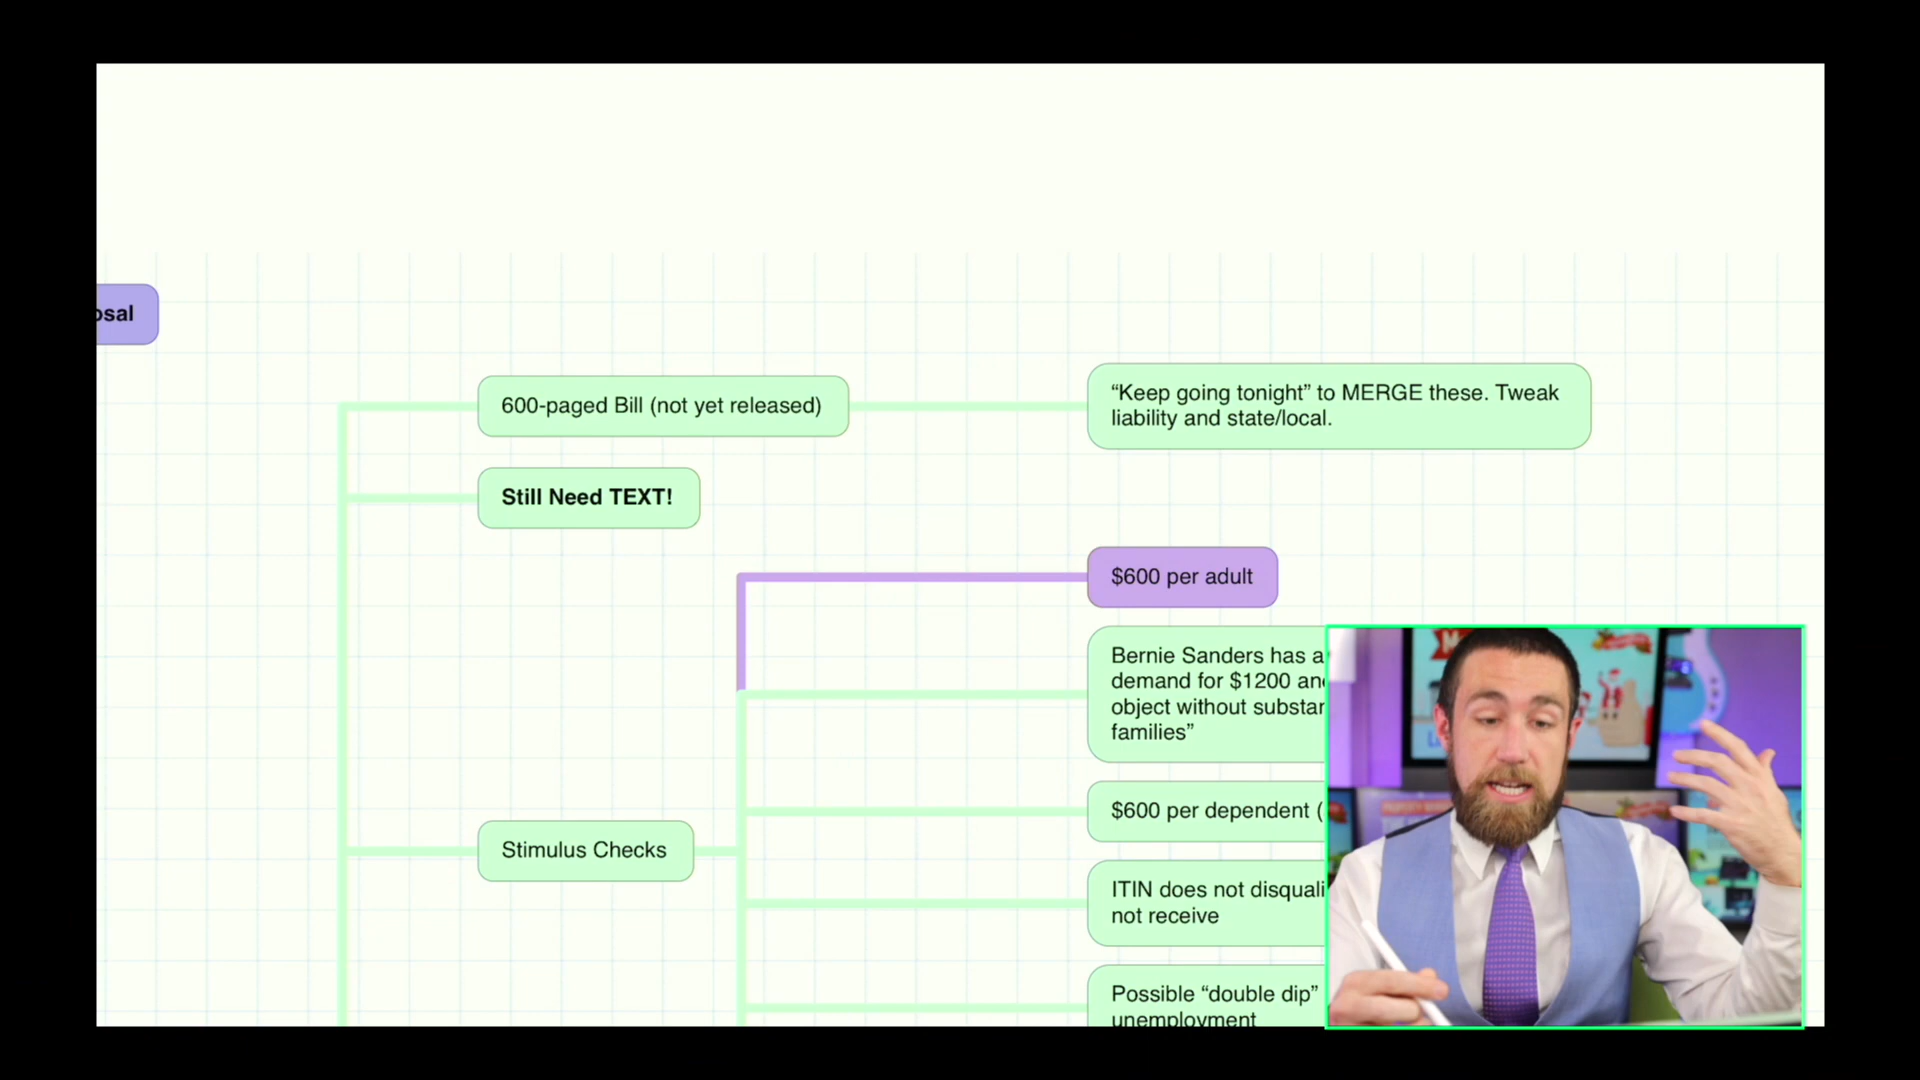 osal
600-paged Bill (not yet released)
“Keep going tonight” to MERGE these. Tweak
liability and state/local.
Still Need TEXT!
$600 per adult
Bernie Sanders has a
demand for $1200 an
object without substan
families”
$600 per dependent (
Stimulus Checks
ITIN does not disquali
not receive
Possible “double dip”
unemployment